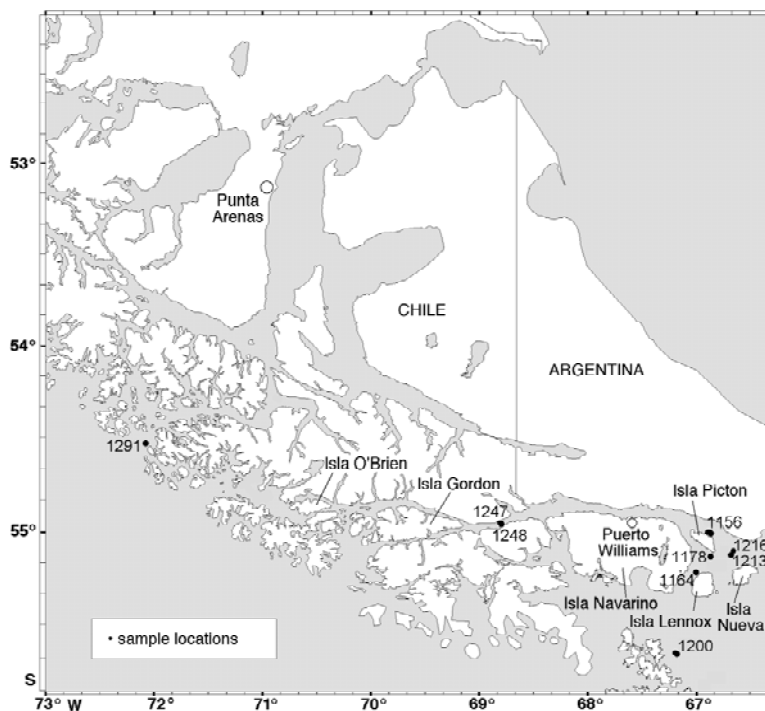 53°
Punta
Arenas
CHILE
54°
ARGENTINA
1291
Isla O'Brien
Isla Gordon
1247
1248
Isla Picton
1156
55°
Puerto
Williams
1216
1178
1213
1164
Isla Navarino
Isla Lennox
Isla
Nueva
• sample locations
1200
S
73° W
72°
71°
70°
69°
68°
67°